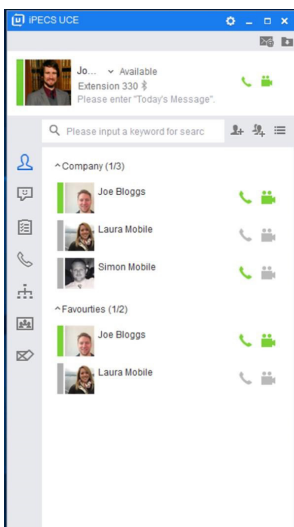 iPECS UCE
Jo... Available
Extension 330
Please enter "Today's Message".
Please input a keyword for searc
Company (1/3)
Joe Bloggs
Laura Mobile
Simon Mobile
Favourties (1/2)
Joe Bloggs
Laura Mobile